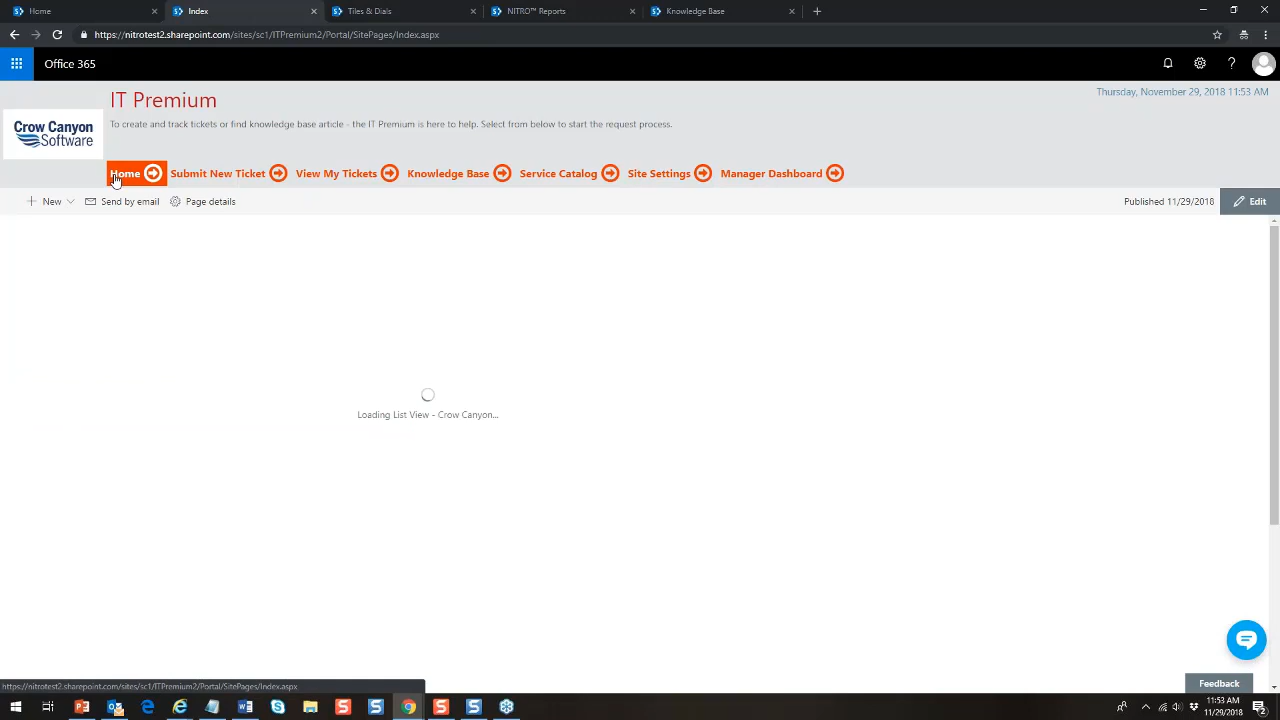 Home
Index
Tiles & Dials
NITRO™ Reports
Knowledge Base
https://nitrotest2.sharepoint.com/sites/sc1/ITPremium2/Portal/SitePages/Index.aspx
Office 365
IT Premium
Thursday, November 29, 2018 11:53 AM
Crow Canyon
Software
To create and track tickets or find knowledge base article - the IT Premium is here to help. Select from below to start the request process.
Home
Submit New Ticket
View My Tickets
Knowledge Base
Service Catalog
Site Settings
Manager Dashboard
New
Send by email
Page details
Published 11/29/2018
Edit
Loading List View - Crow Canyon...
Feedback
https://nitrotest2.sharepoint.com/sites/sc1/ITPremium2/Portal/SitePages/Index.aspx
11:53 AM
11/29/2018